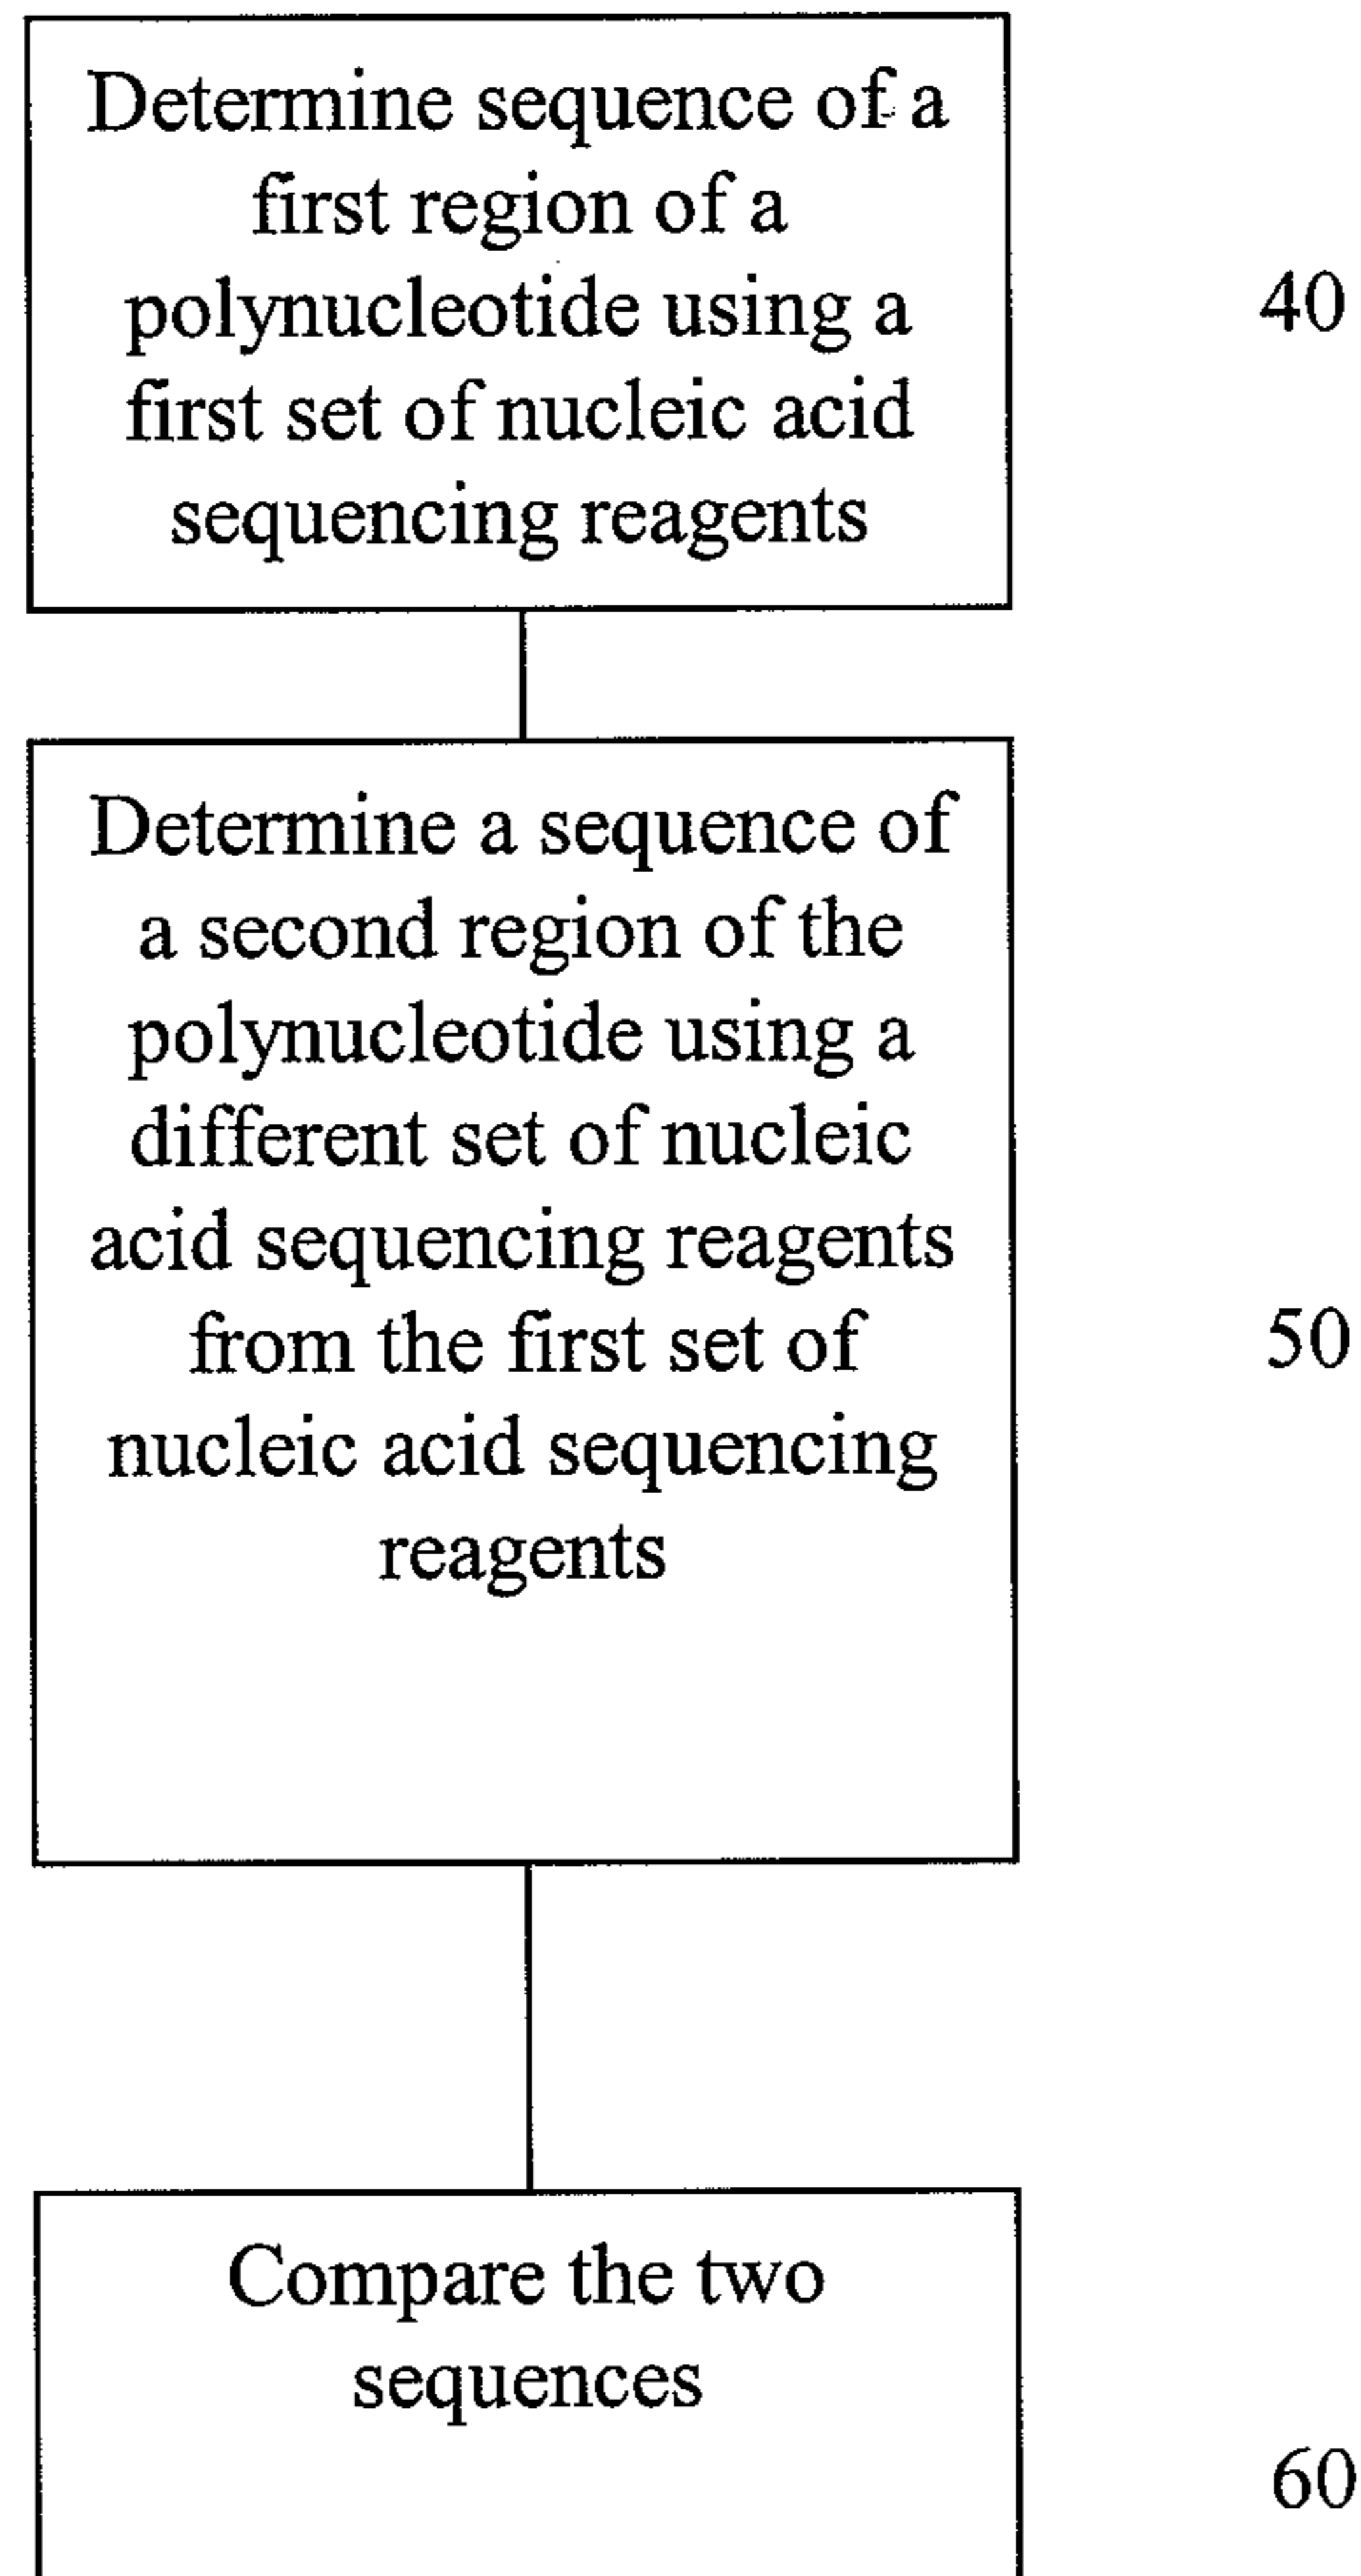 Determine sequence of a
first region of a
polynucleotide using a
first set of nucleic acid
sequencing reagents
40
Determine a sequence of
a second region of the
polynucleotide using a
different set of nucleic
acid sequencing reagents
from the first set of
nucleic acid sequencing
reagents
50
Compare the two
sequences
60